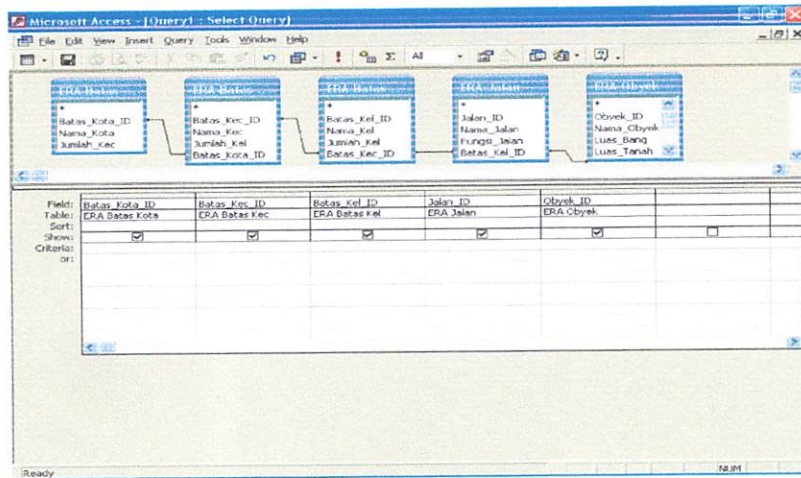 Microsoft Access - [Query1 : Select Query]
File Edit View Insert Query Tools Window Help
All
ERA Batas ERA Batas ERA Batas ERA Jalan ERA Obyek
* * * * *
Batas_Kota_ID Batas_Kec_ID Batas_Kel_ID Jalan_ID Obyek_ID
Nama_Kota Nama_Kec Nama_Kel Nama_Jalan Nama_Obyek
Jumlah_Kec Jumlah_Kel Jumlah_Kel Fungsi_Jalan Luas_Bang
Batas_Kota_ID Batas_Kec_ID Batas_Kel_ID Luas_Tanah
Field: Batas_Kota_ID Batas_Kec_ID Batas_Kel_ID Jalan_ID Obyek_ID
Table: ERA Batas Kota ERA Batas Kec ERA Batas Kel ERA Jalan ERA Obyek
Sort:
Show:
Criteria:
or:
Ready NUM